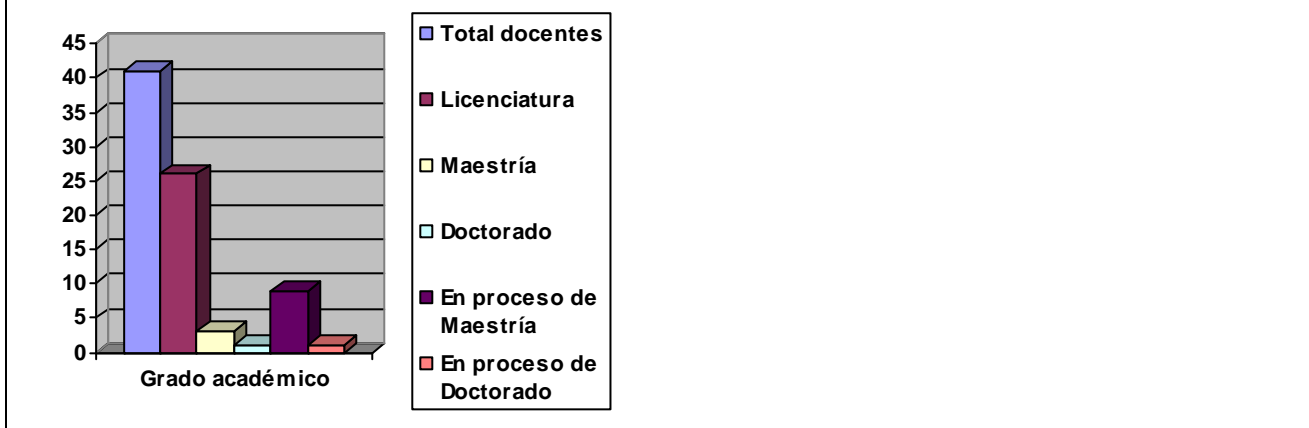 45
40
35
30
25
20
15
10
5
0
Grado académico
Total docentes
Licenciatura
Maestría
Doctorado
En proceso de
Maestría
En proceso de
Doctorado